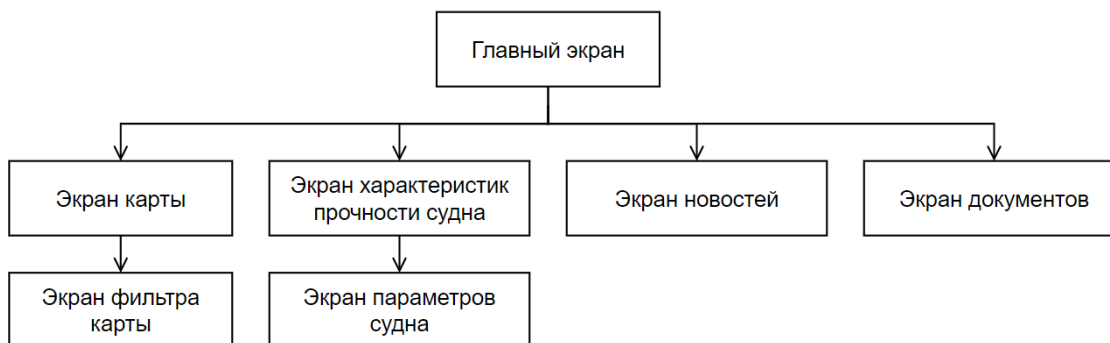 Главный экран
Экран карты
Экран характеристик
прочности судна
Экран новостей
Экран документов
Экран фильтра
карты
Экран параметров
судна